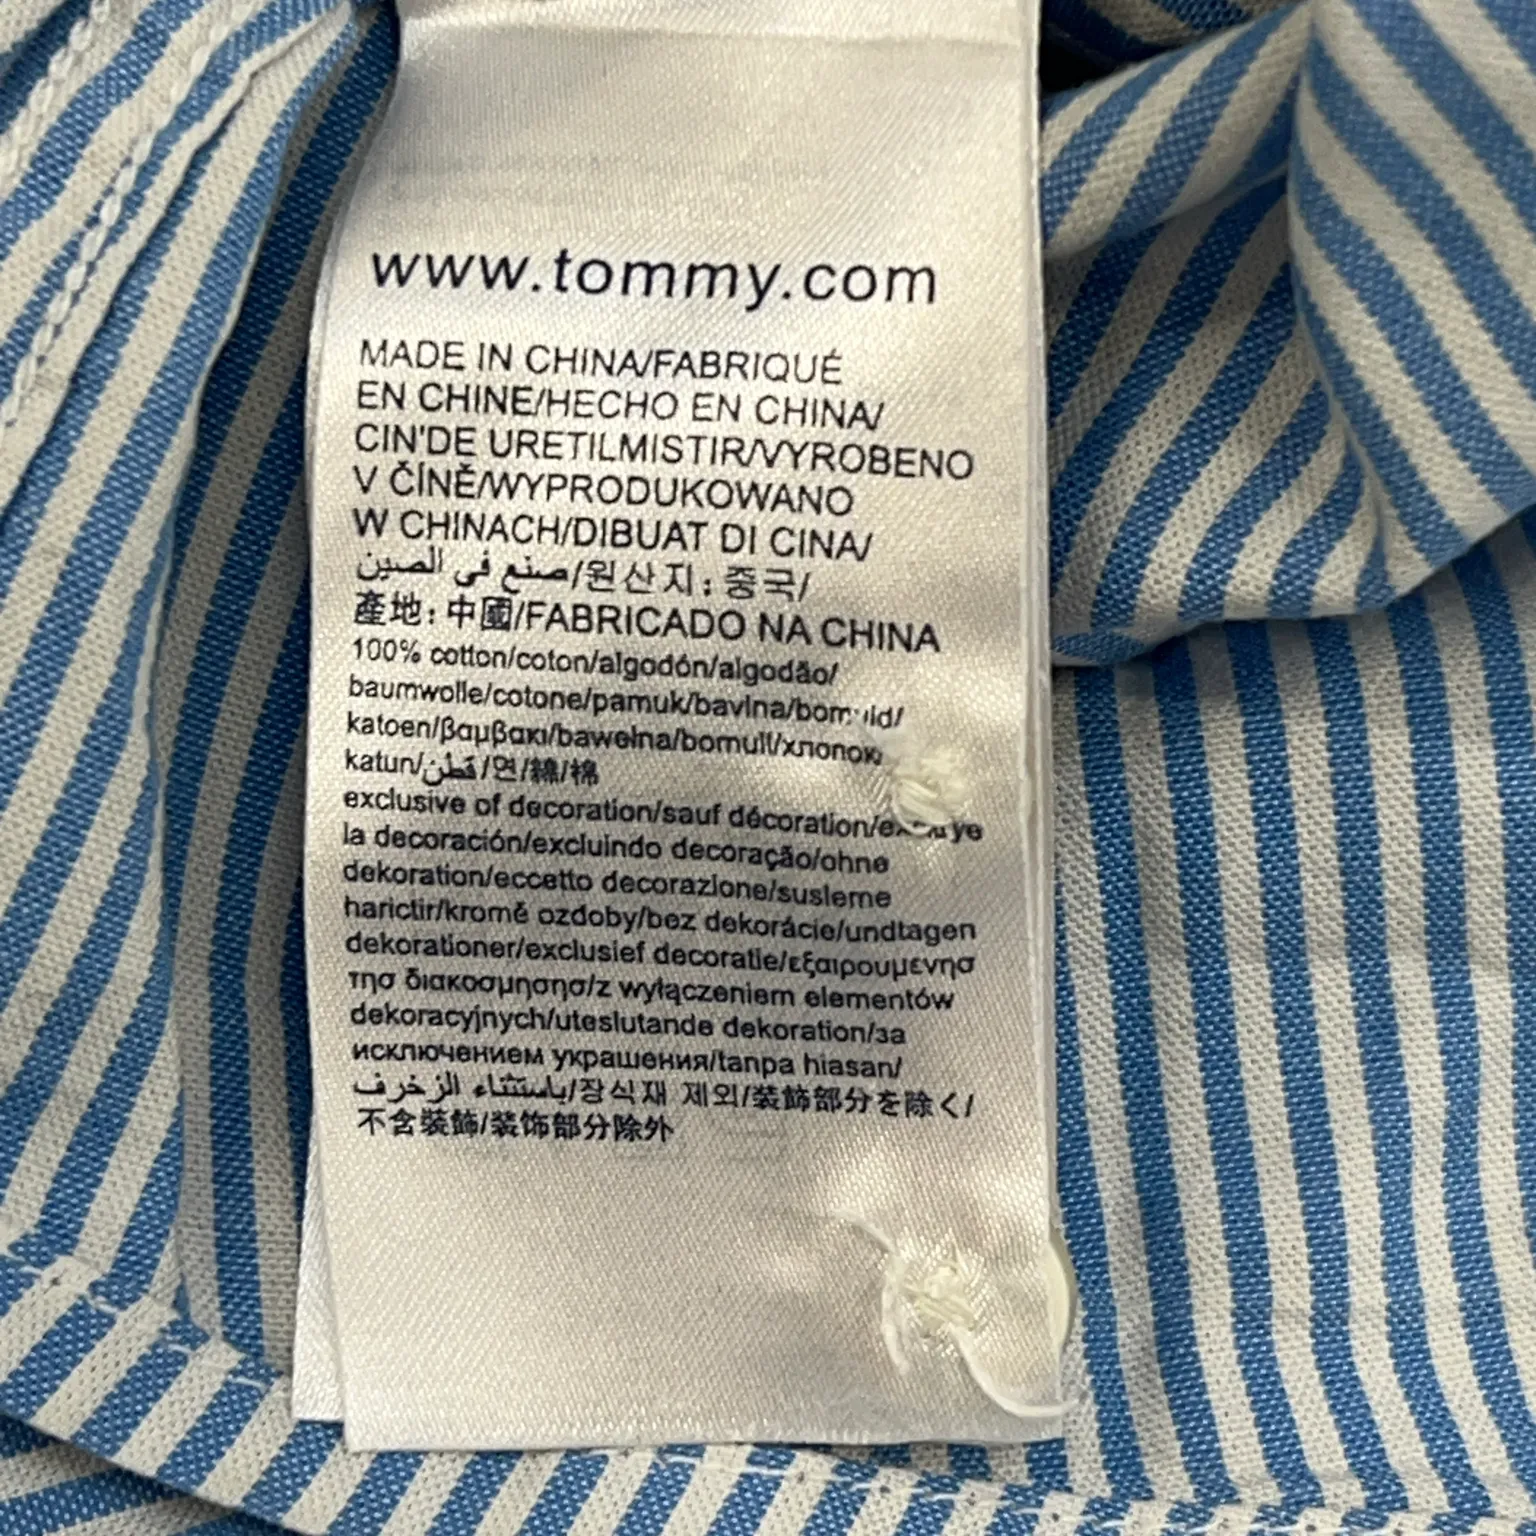 www.tommy.com
MADE IN CHINA/FABRIQUÉ
EN CHINE/HECHO EN CHINA/
CIN'DE URETILMISTIR/VYROBENO
V ČÍNĚ/WYPRODUKOWANO
W CHINACH/DIBUAT DI CINA/
صنع في الصين/원산지: 중국/
產地: 中國/FABRICADO NA CHINA
100% cotton/coton/algodón/algodão/
baumwolle/cotone/pamuk/bavlna/
katoen/βαμβακι/bawełna/bomull/хлопок
katun/قطن/면/綿/棉
exclusive of decoration/sauf décoration/
la decoración/excluindo decoração/ohne
dekoration/eccetto decorazione/susleme
harictir/kromě ozdoby/bez dekorácie/undtagen
dekorationer/exclusief decoratie/εξαιρουμενησ
τησ διακοσμησησ/z wyłączeniem elementów
dekoracyjnych/uteslutande dekoration/за
исключением украшения/tanpa hiasan/
باستثناء الزخرف/장식재 제외/装飾部分を除く/
不含裝飾/装饰部分除外